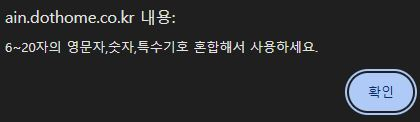 ain.dothome.co.kr 내용:
6~20자의 영문자,숫자,특수기호 혼합해서 사용하세요.
확인